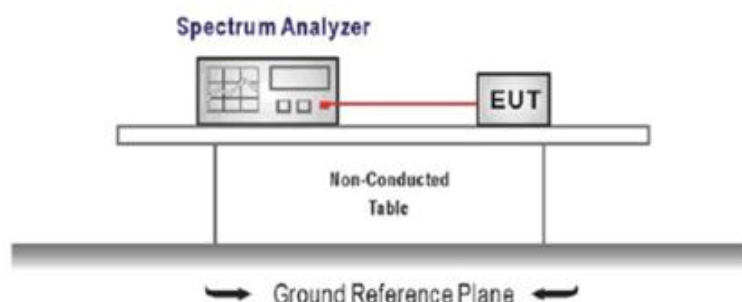 Spectrum Analyzer
EUT
Non-Conducted
Table
Ground Reference Plane